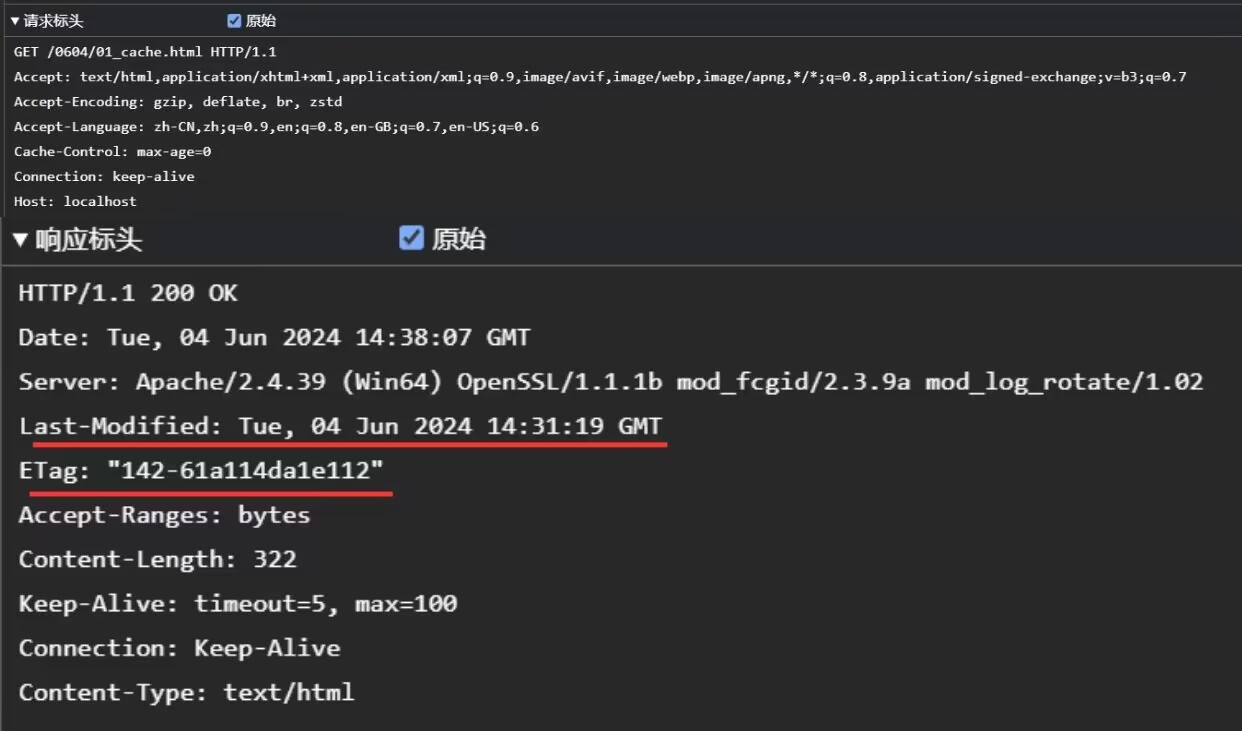 ▼请求标头 原始
GET /0604/01_cache.html HTTP/1.1
Accept: text/html,application/xhtml+xml,application/xml;q=0.9,image/avif,image/webp,image/apng,*/*;q=0.8,application/signed-exchange;v=b3;q=0.7
Accept-Encoding: gzip, deflate, br, zstd
Accept-Language: zh-CN,zh;q=0.9,en;q=0.8,en-GB;q=0.7,en-US;q=0.6
Cache-Control: max-age=0
Connection: keep-alive
Host: localhost
▼响应标头 原始
HTTP/1.1 200 OK
Date: Tue, 04 Jun 2024 14:38:07 GMT
Server: Apache/2.4.39 (Win64) OpenSSL/1.1.1b mod_fcgid/2.3.9a mod_log_rotate/1.02
Last-Modified: Tue, 04 Jun 2024 14:31:19 GMT
ETag: "142-61a114da1e112"
Accept-Ranges: bytes
Content-Length: 322
Keep-Alive: timeout=5, max=100
Connection: Keep-Alive
Content-Type: text/html